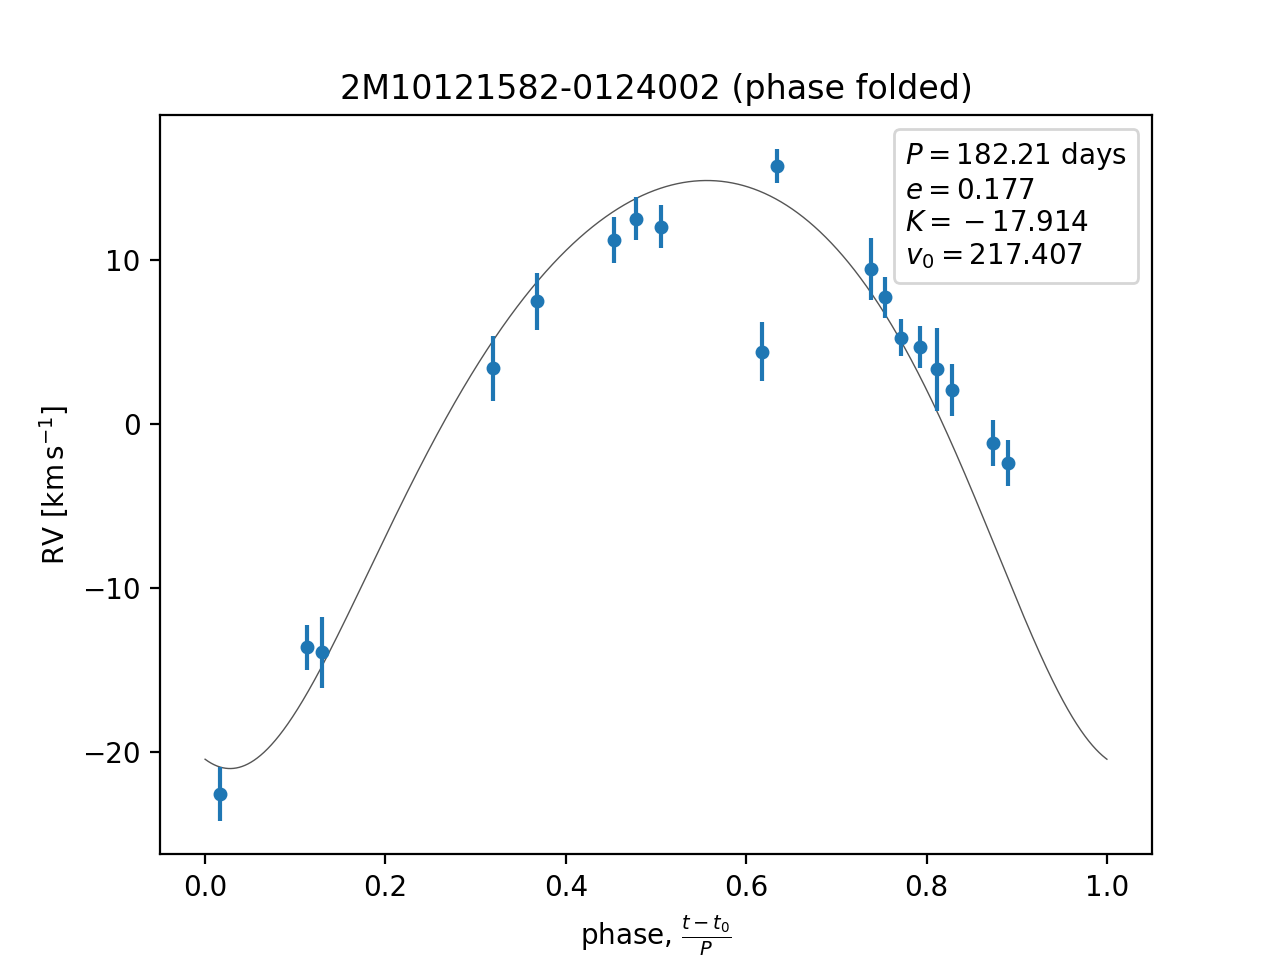 2M10121582-0124002 (phase folded)
P = 182.21 days
e = 0.177
K = −17.914
v₀ = 217.407
RV [km s⁻¹]
10
0
−10
−20
0.0 0.2 0.4 0.6 0.8 1.0
phase, (t − t₀)/P